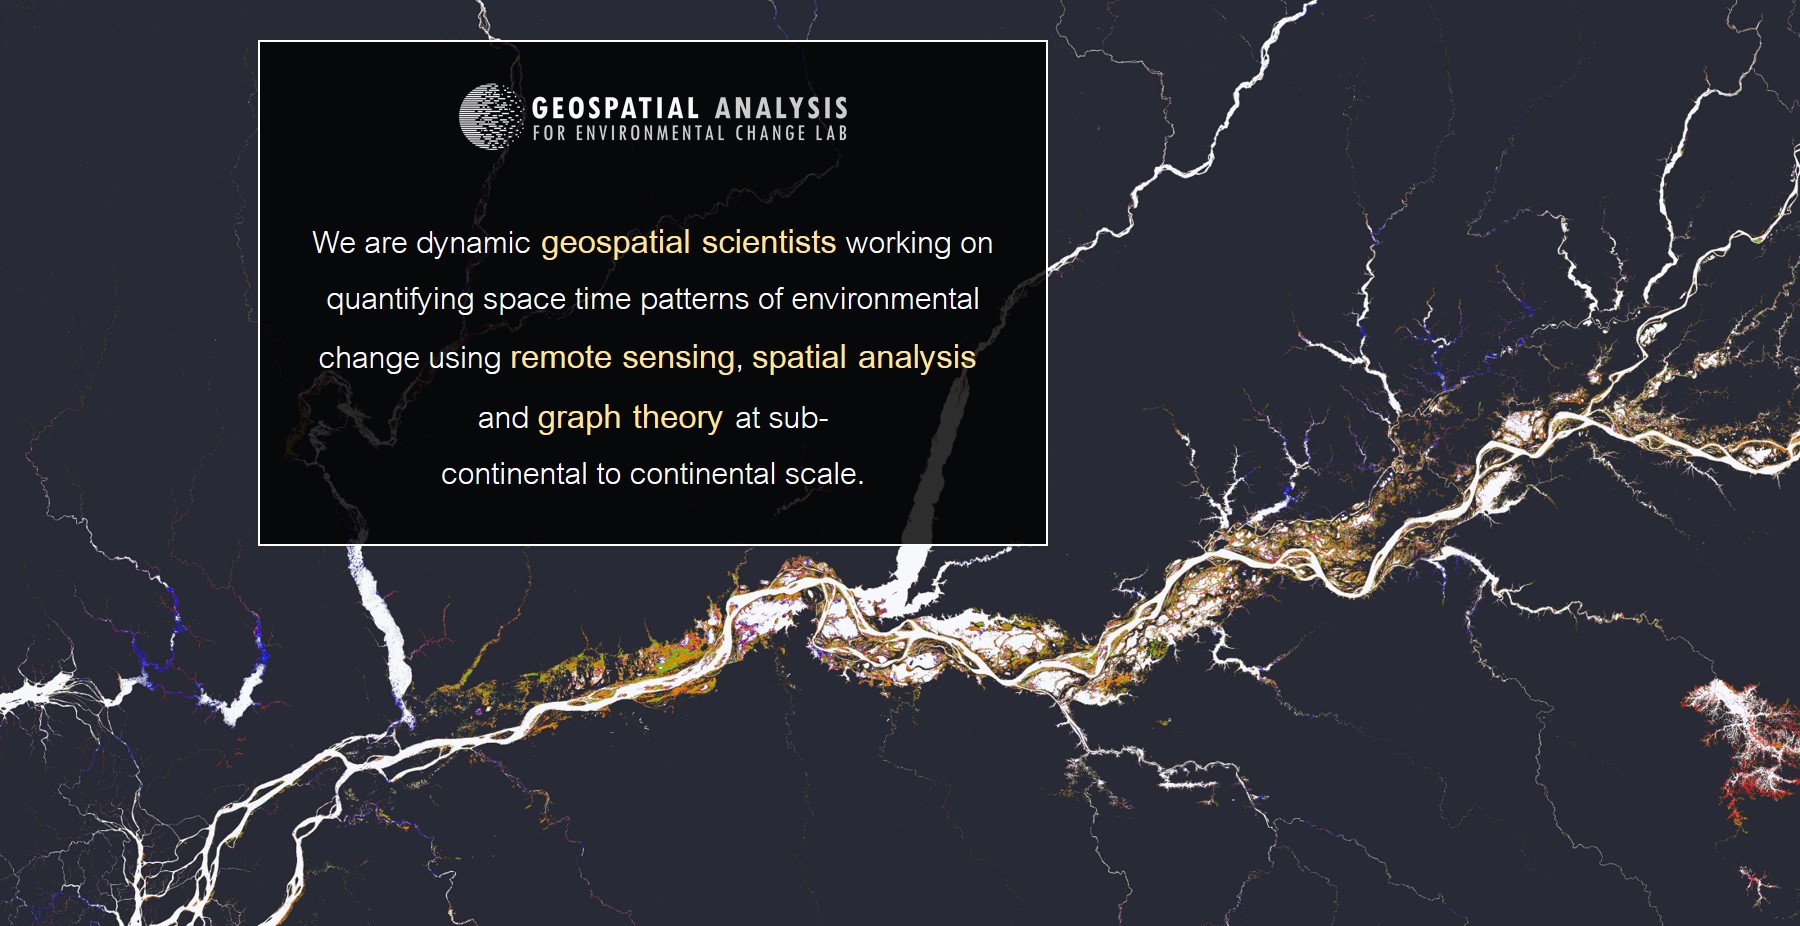 GEOSPATIAL ANALYSIS
FOR ENVIRONMENTAL CHANGE LAB
We are dynamic geospatial scientists working on
quantifying space time patterns of environmental
change using remote sensing, spatial analysis
and graph theory at sub-
continental to continental scale.